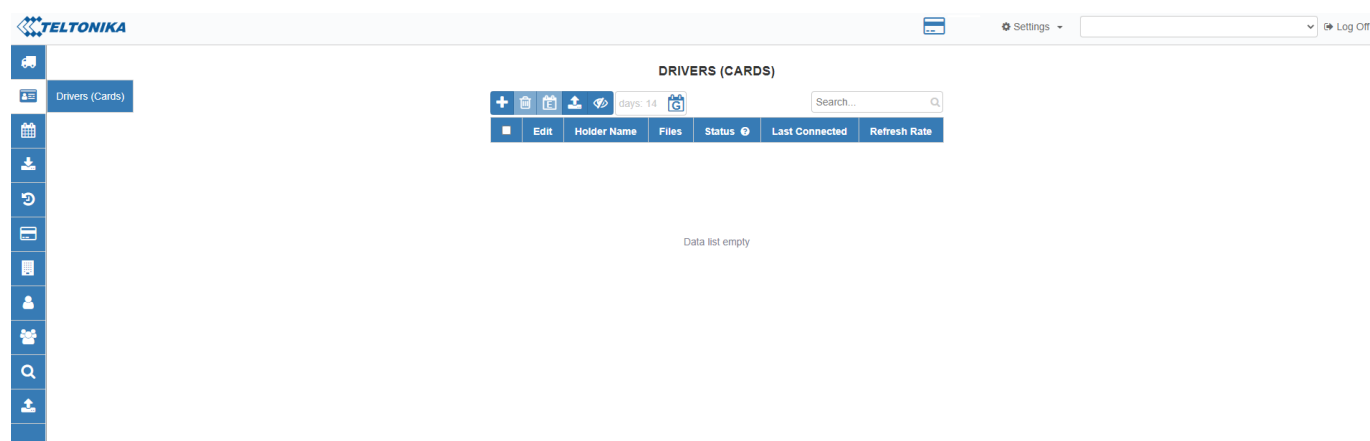 TELTONIKA
Settings
Log Off
Drivers (Cards)
DRIVERS (CARDS)
E
days: 14
G
Search...
Edit Holder Name Files Status Last Connected Refresh Rate
Data list empty